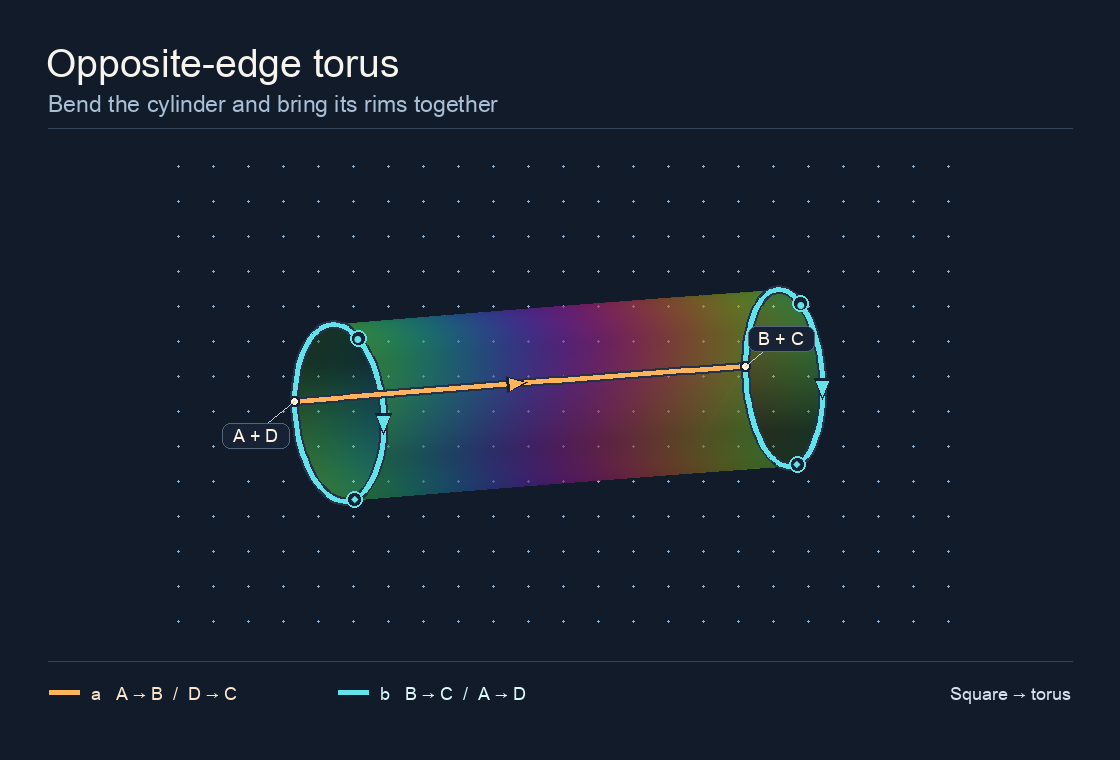 Opposite-edge torus
Bend the cylinder and bring its rims together
B + C
A + D
a A→B / D→C
b B→C / A→D
Square→torus